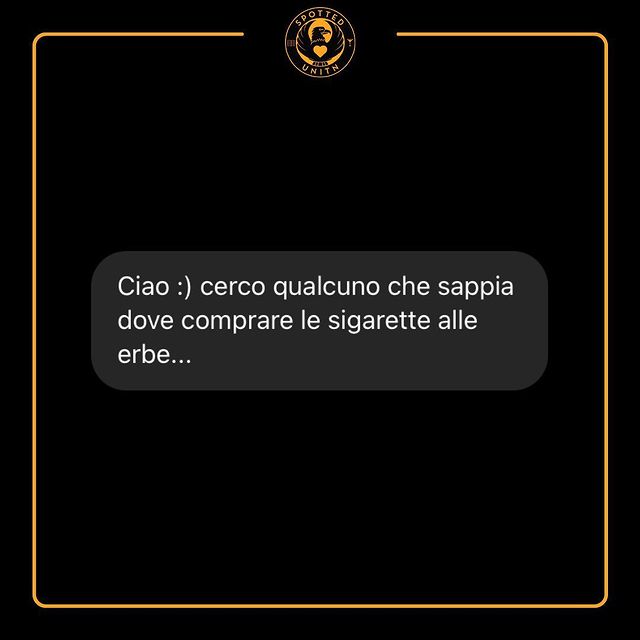 SPOTTED
UNITN
Ciao :) cerco qualcuno che sappia
dove comprare le sigarette alle
erbe...